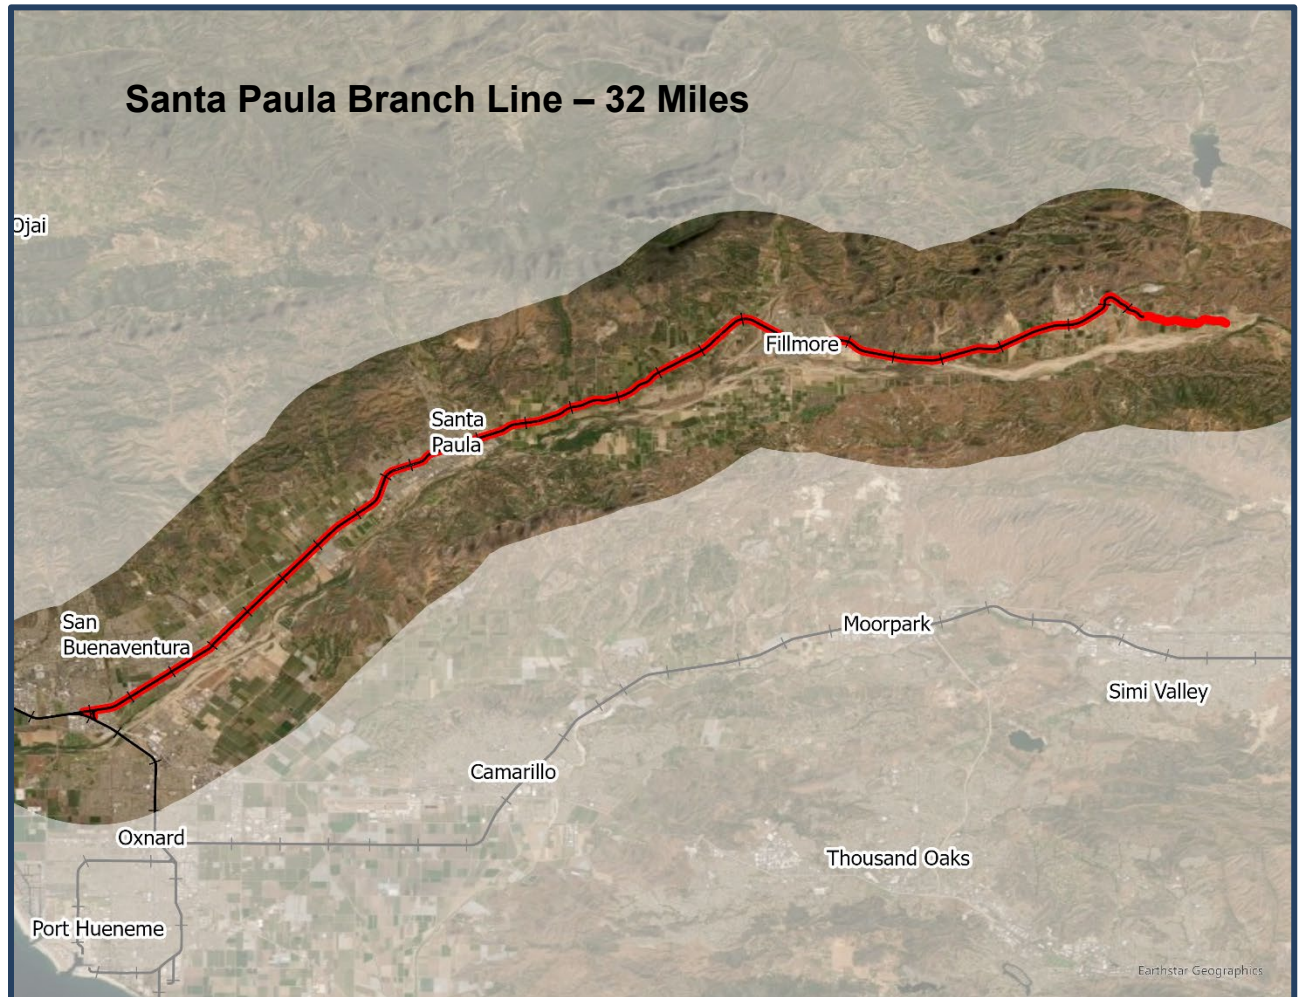 Santa Paula Branch Line – 32 Miles
Ojai
Fillmore
Santa
Paula
San
Buenaventura
Moorpark
Simi Valley
Camarillo
Oxnard
Thousand Oaks
Port Hueneme
Earthstar Geographics